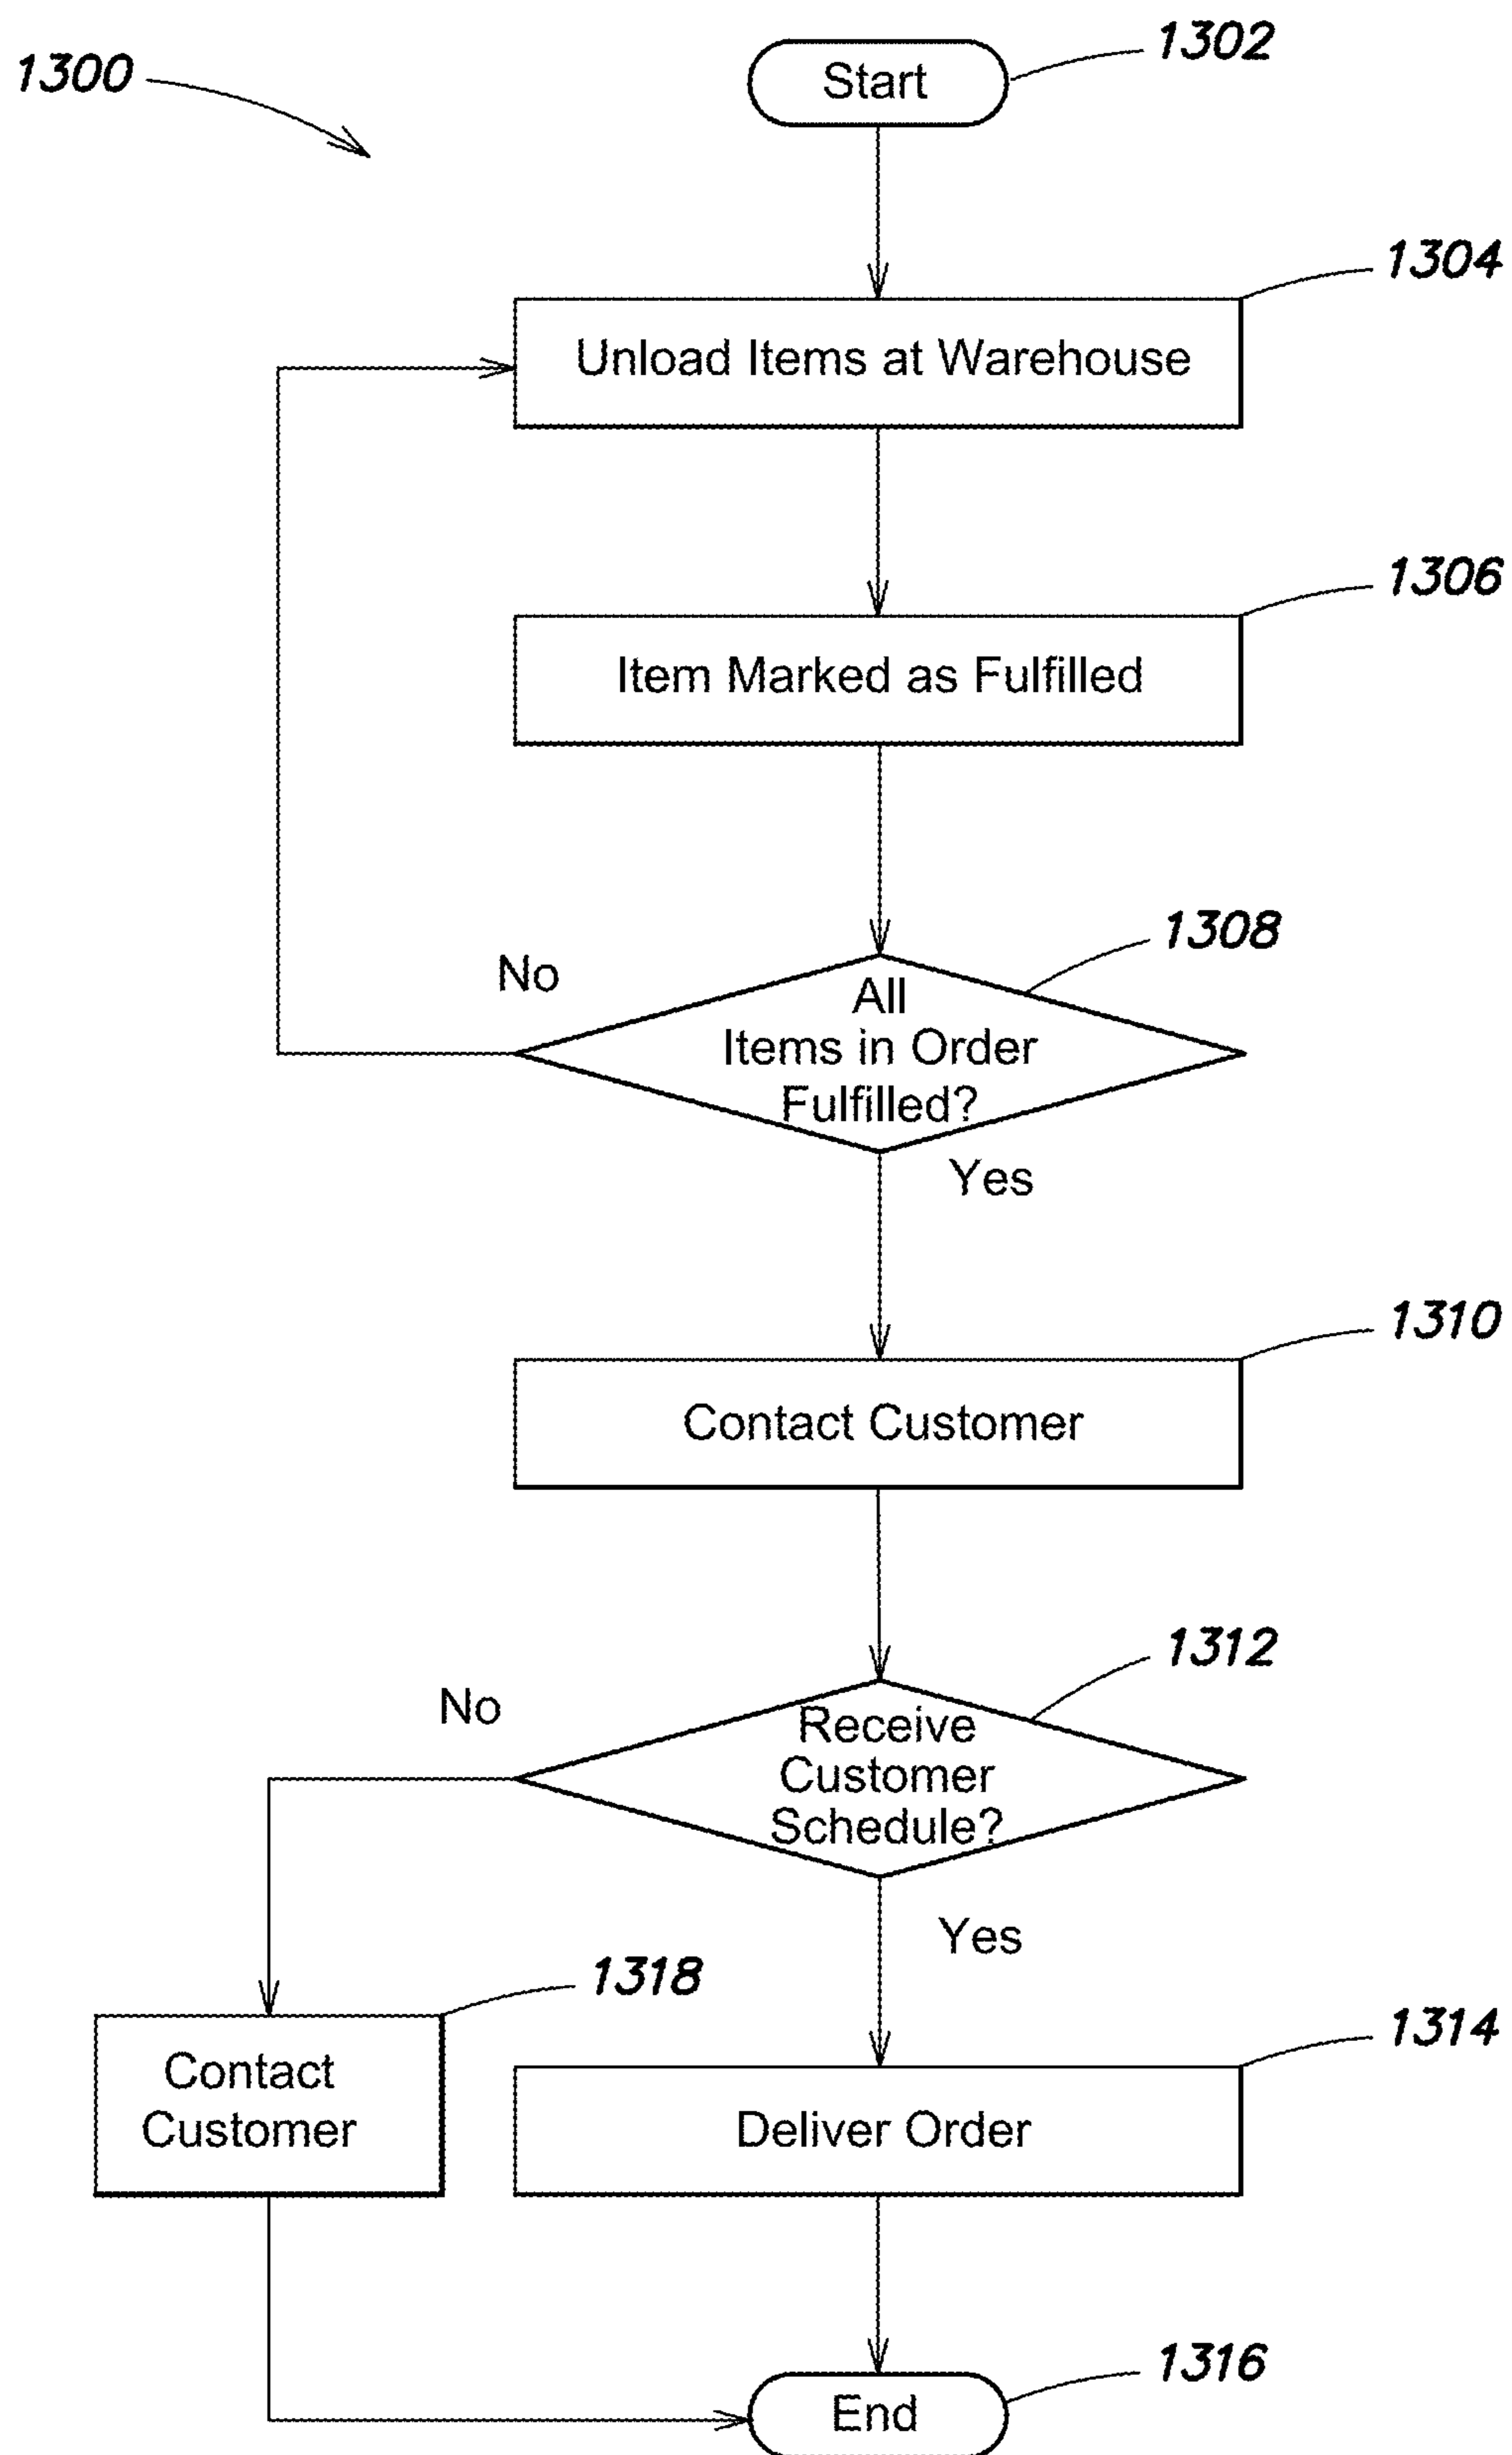 1300
Start
1302
1304
Unload Items at Warehouse
1306
Item Marked as Fulfilled
1308
No
All
Items in Order
Fulfilled?
Yes
1310
Contact Customer
1312
No
Receive
Customer
Schedule?
Yes
1318
Contact
Customer
1314
Deliver Order
1316
End